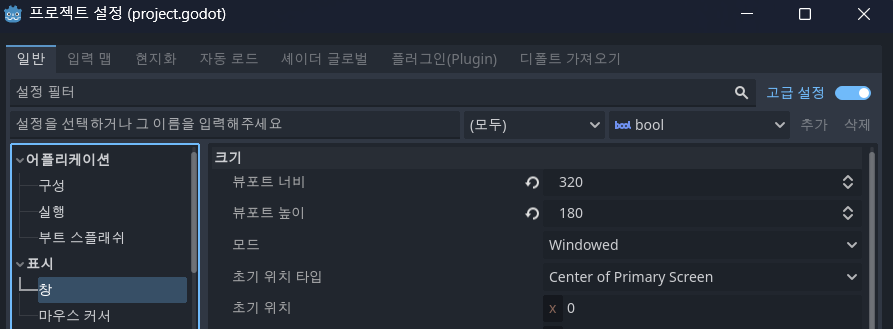 프로젝트 설정 (project.godot)
일반 입력 맵 현지화 자동 로드 셰이더 글로벌 플러그인(Plugin) 디폴트 가져오기
설정 필터 고급 설정
설정을 선택하거나 그 이름을 입력해주세요 (모두) bool bool 추가 삭제
어플리케이션
구성
실행
부트 스플래쉬
표시
창
마우스 커서
크기
뷰포트 너비 320
뷰포트 높이 180
모드 Windowed
초기 위치 타입 Center of Primary Screen
초기 위치 x 0